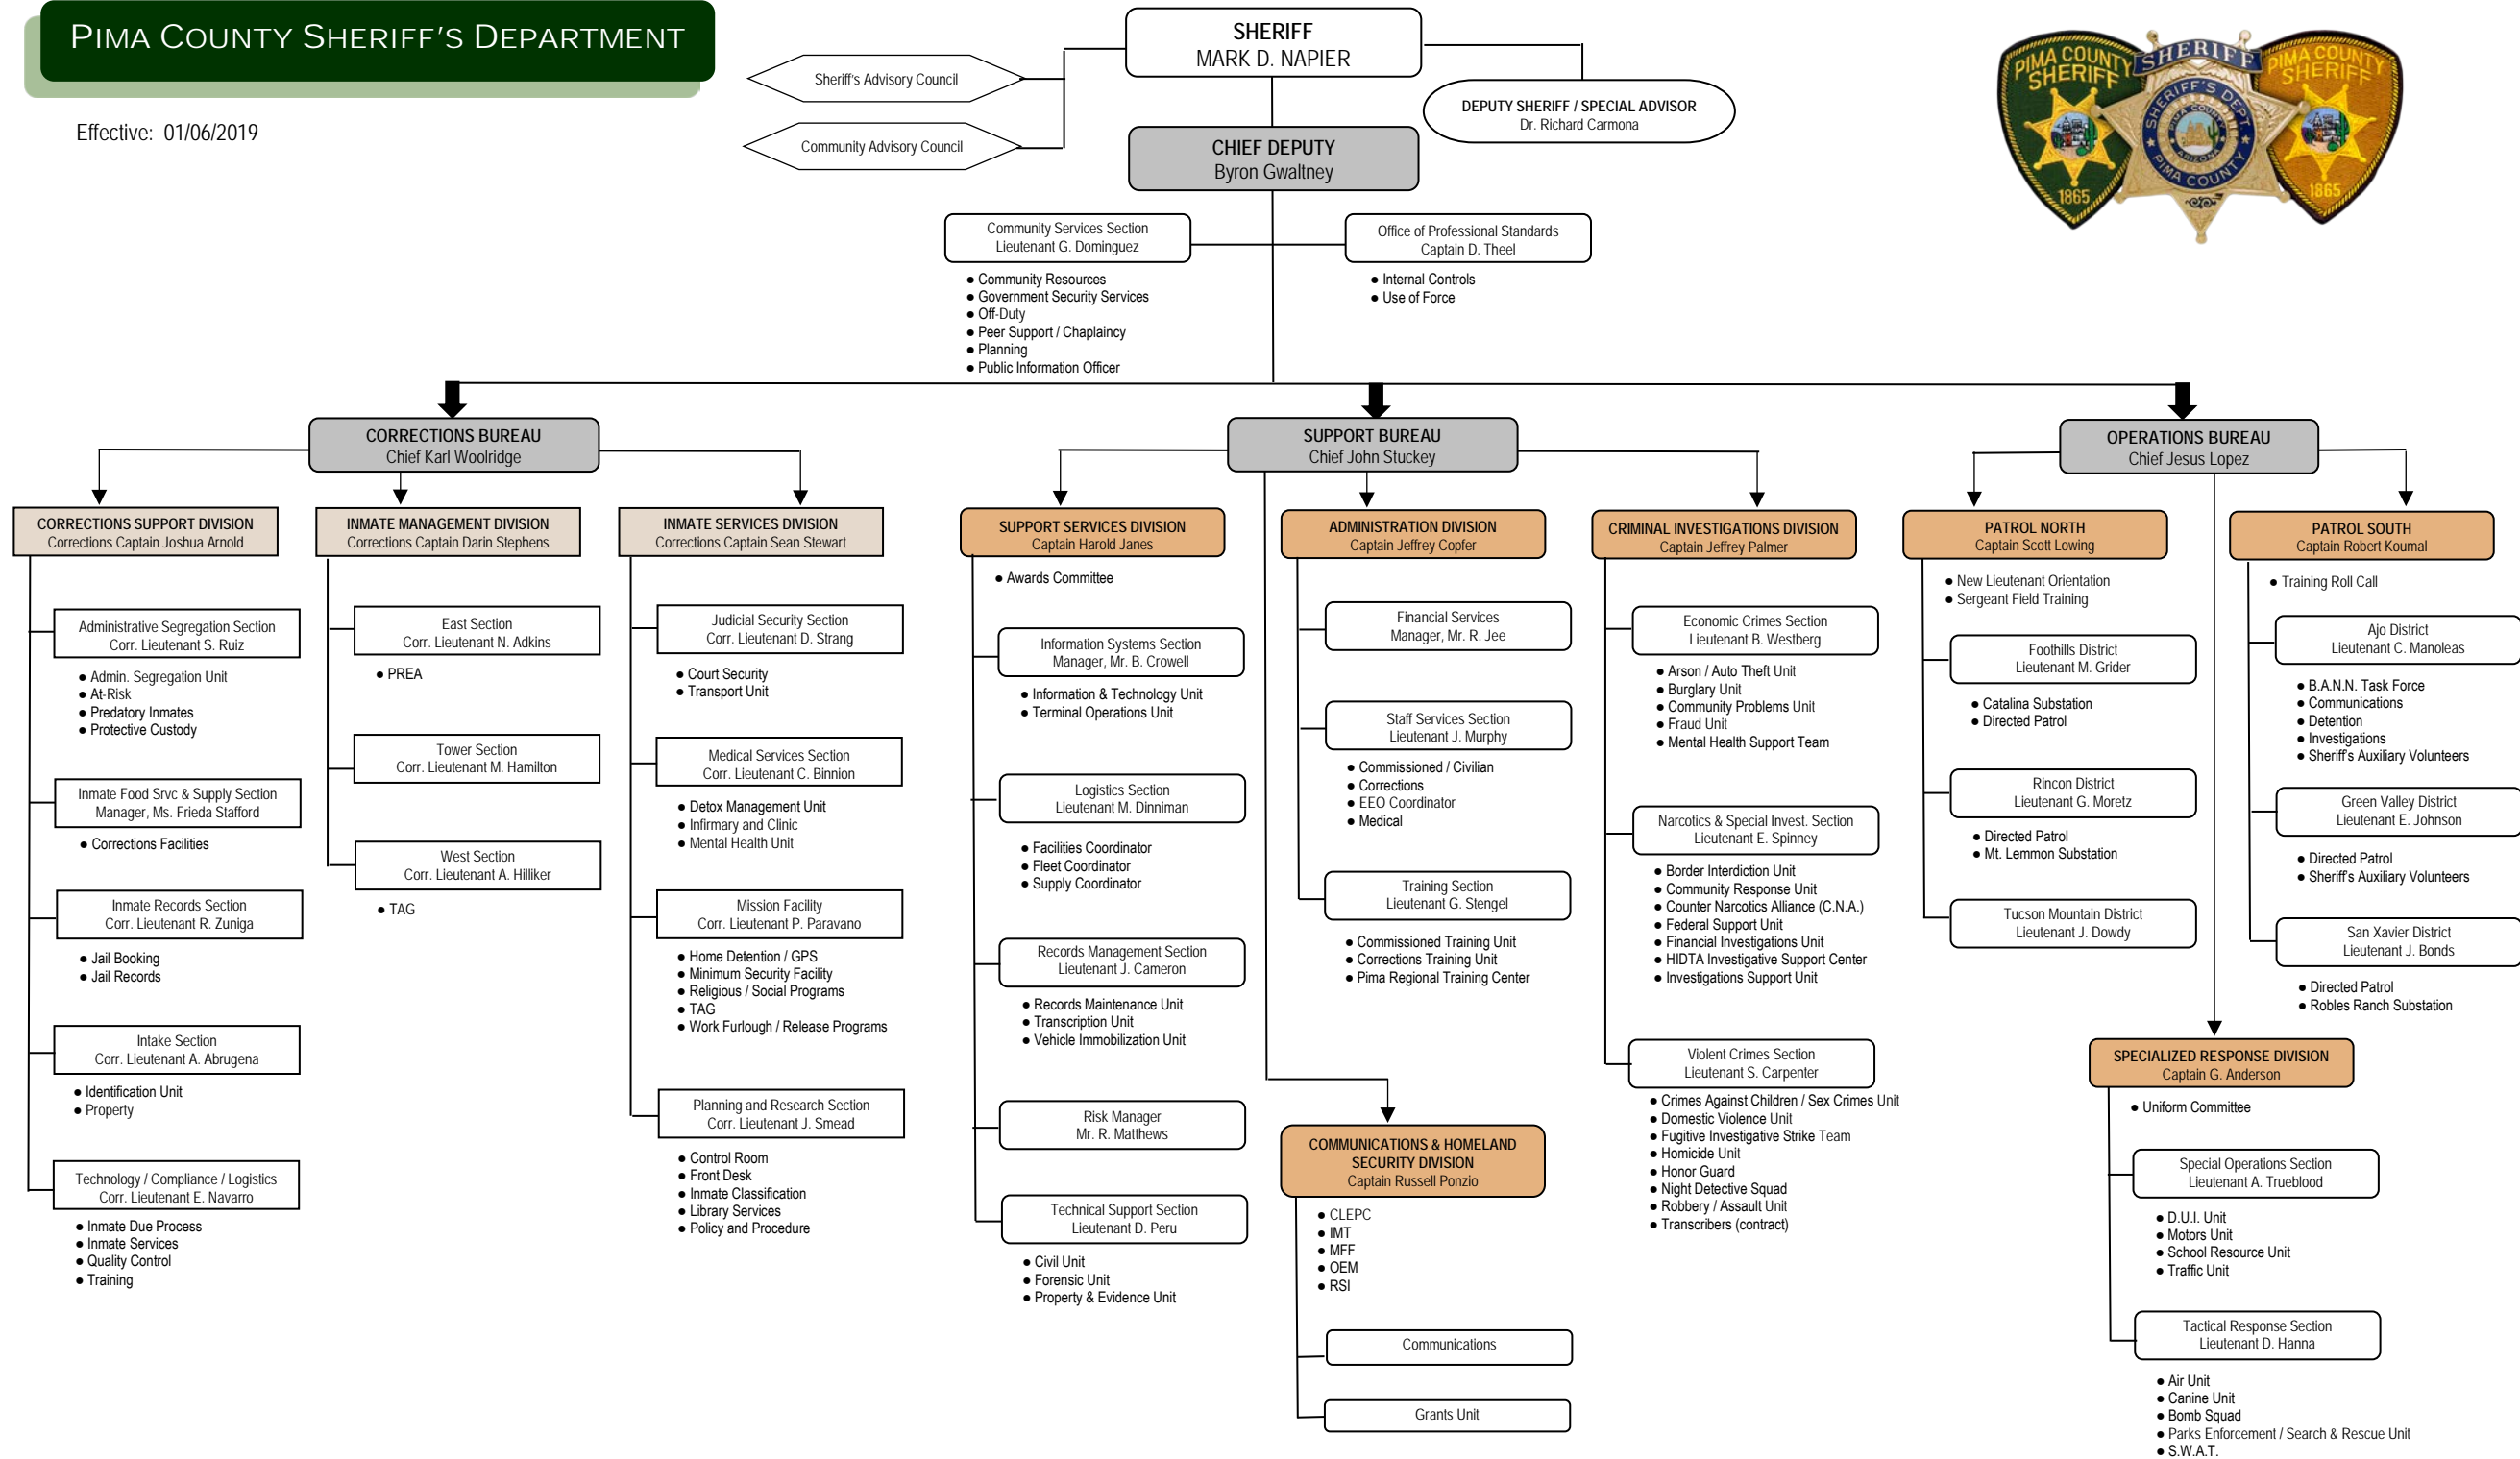 PIMA COUNTY SHERIFF'S DEPARTMENT
Effective: 01/06/2019
SHERIFF
MARK D. NAPIER
Sheriff's Advisory Council
Community Advisory Council
DEPUTY SHERIFF / SPECIAL ADVISOR
Dr. Richard Carmona
CHIEF DEPUTY
Byron Gwaltney
PIMA COUNTY
SHERIFF
1865
SHERIFF
SHERIFF'S DEPT
PIMA COUNTY
ARIZONA
PIMA COUNTY
SHERIFF
1865
Community Services Section
Lieutenant G. Dominguez
● Community Resources
● Government Security Services
● Off-Duty
● Peer Support / Chaplaincy
● Planning
● Public Information Officer
Office of Professional Standards
Captain D. Theel
● Internal Controls
● Use of Force
CORRECTIONS BUREAU
Chief Karl Woolridge
CORRECTIONS SUPPORT DIVISION
Corrections Captain Joshua Arnold
Administrative Segregation Section
Corr. Lieutenant S. Ruiz
● Admin. Segregation Unit
● At-Risk
● Predatory Inmates
● Protective Custody
Inmate Food Srvc & Supply Section
Manager, Ms. Frieda Stafford
● Corrections Facilities
Inmate Records Section
Corr. Lieutenant R. Zuniga
● Jail Booking
● Jail Records
Intake Section
Corr. Lieutenant A. Abrugena
● Identification Unit
● Property
Technology / Compliance / Logistics
Corr. Lieutenant E. Navarro
● Inmate Due Process
● Inmate Services
● Quality Control
● Training
INMATE MANAGEMENT DIVISION
Corrections Captain Darin Stephens
East Section
Corr. Lieutenant N. Adkins
● PREA
Tower Section
Corr. Lieutenant M. Hamilton
West Section
Corr. Lieutenant A. Hilliker
● TAG
INMATE SERVICES DIVISION
Corrections Captain Sean Stewart
Judicial Security Section
Corr. Lieutenant D. Strang
● Court Security
● Transport Unit
Medical Services Section
Corr. Lieutenant C. Binnion
● Detox Management Unit
● Infirmary and Clinic
● Mental Health Unit
Mission Facility
Corr. Lieutenant P. Paravano
● Home Detention / GPS
● Minimum Security Facility
● Religious / Social Programs
● TAG
● Work Furlough / Release Programs
Planning and Research Section
Corr. Lieutenant J. Smead
● Control Room
● Front Desk
● Inmate Classification
● Library Services
● Policy and Procedure
SUPPORT BUREAU
Chief John Stuckey
SUPPORT SERVICES DIVISION
Captain Harold Janes
● Awards Committee
Information Systems Section
Manager, Mr. B. Crowell
● Information & Technology Unit
● Terminal Operations Unit
Logistics Section
Lieutenant M. Dinniman
● Facilities Coordinator
● Fleet Coordinator
● Supply Coordinator
Records Management Section
Lieutenant J. Cameron
● Records Maintenance Unit
● Transcription Unit
● Vehicle Immobilization Unit
Risk Manager
Mr. R. Matthews
Technical Support Section
Lieutenant D. Peru
● Civil Unit
● Forensic Unit
● Property & Evidence Unit
ADMINISTRATION DIVISION
Captain Jeffrey Copfer
Financial Services
Manager, Mr. R. Jee
Staff Services Section
Lieutenant J. Murphy
● Commissioned / Civilian
● Corrections
● EEO Coordinator
● Medical
Training Section
Lieutenant G. Stengel
● Commissioned Training Unit
● Corrections Training Unit
● Pima Regional Training Center
COMMUNICATIONS & HOMELAND
SECURITY DIVISION
Captain Russell Ponzio
● CLEPC
● IMT
● MFF
● OEM
● RSI
Communications
Grants Unit
CRIMINAL INVESTIGATIONS DIVISION
Captain Jeffrey Palmer
Economic Crimes Section
Lieutenant B. Westberg
● Arson / Auto Theft Unit
● Burglary Unit
● Community Problems Unit
● Fraud Unit
● Mental Health Support Team
Narcotics & Special Invest. Section
Lieutenant E. Spinney
● Border Interdiction Unit
● Community Response Unit
● Counter Narcotics Alliance (C.N.A.)
● Federal Support Unit
● Financial Investigations Unit
● HIDTA Investigative Support Center
● Investigations Support Unit
Violent Crimes Section
Lieutenant S. Carpenter
● Crimes Against Children / Sex Crimes Unit
● Domestic Violence Unit
● Fugitive Investigative Strike Team
● Homicide Unit
● Honor Guard
● Night Detective Squad
● Robbery / Assault Unit
● Transcribers (contract)
OPERATIONS BUREAU
Chief Jesus Lopez
PATROL NORTH
Captain Scott Lowing
● New Lieutenant Orientation
● Sergeant Field Training
Foothills District
Lieutenant M. Grider
● Catalina Substation
● Directed Patrol
Rincon District
Lieutenant G. Moretz
● Directed Patrol
● Mt. Lemmon Substation
Tucson Mountain District
Lieutenant J. Dowdy
PATROL SOUTH
Captain Robert Koumal
● Training Roll Call
Ajo District
Lieutenant C. Manoleas
● B.A.N.N. Task Force
● Communications
● Detention
● Investigations
● Sheriff's Auxiliary Volunteers
Green Valley District
Lieutenant E. Johnson
● Directed Patrol
● Sheriff's Auxiliary Volunteers
San Xavier District
Lieutenant J. Bonds
● Directed Patrol
● Robles Ranch Substation
SPECIALIZED RESPONSE DIVISION
Captain G. Anderson
● Uniform Committee
Special Operations Section
Lieutenant A. Trueblood
● D.U.I. Unit
● Motors Unit
● School Resource Unit
● Traffic Unit
Tactical Response Section
Lieutenant D. Hanna
● Air Unit
● Canine Unit
● Bomb Squad
● Parks Enforcement / Search & Rescue Unit
● S.W.A.T.